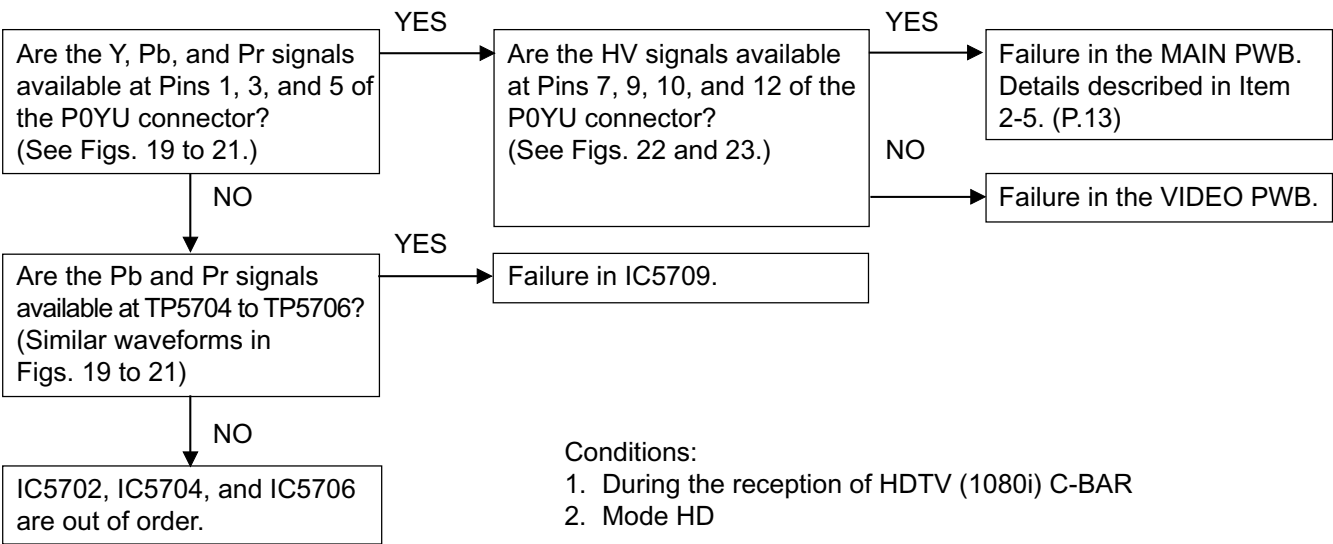 YES
YES
Are the Y, Pb, and Pr signals
available at Pins 1, 3, and 5 of
the P0YU connector?
(See Figs. 19 to 21.)
Are the HV signals available
at Pins 7, 9, 10, and 12 of the
P0YU connector?
(See Figs. 22 and 23.)
Failure in the MAIN PWB.
Details described in Item
2-5. (P.13)
NO
NO
Failure in the VIDEO PWB.
YES
Are the Pb and Pr signals
available at TP5704 to TP5706?
(Similar waveforms in
Figs. 19 to 21)
Failure in IC5709.
NO
IC5702, IC5704, and IC5706
are out of order.
Conditions:
1. During the reception of HDTV (1080i) C-BAR
2. Mode HD